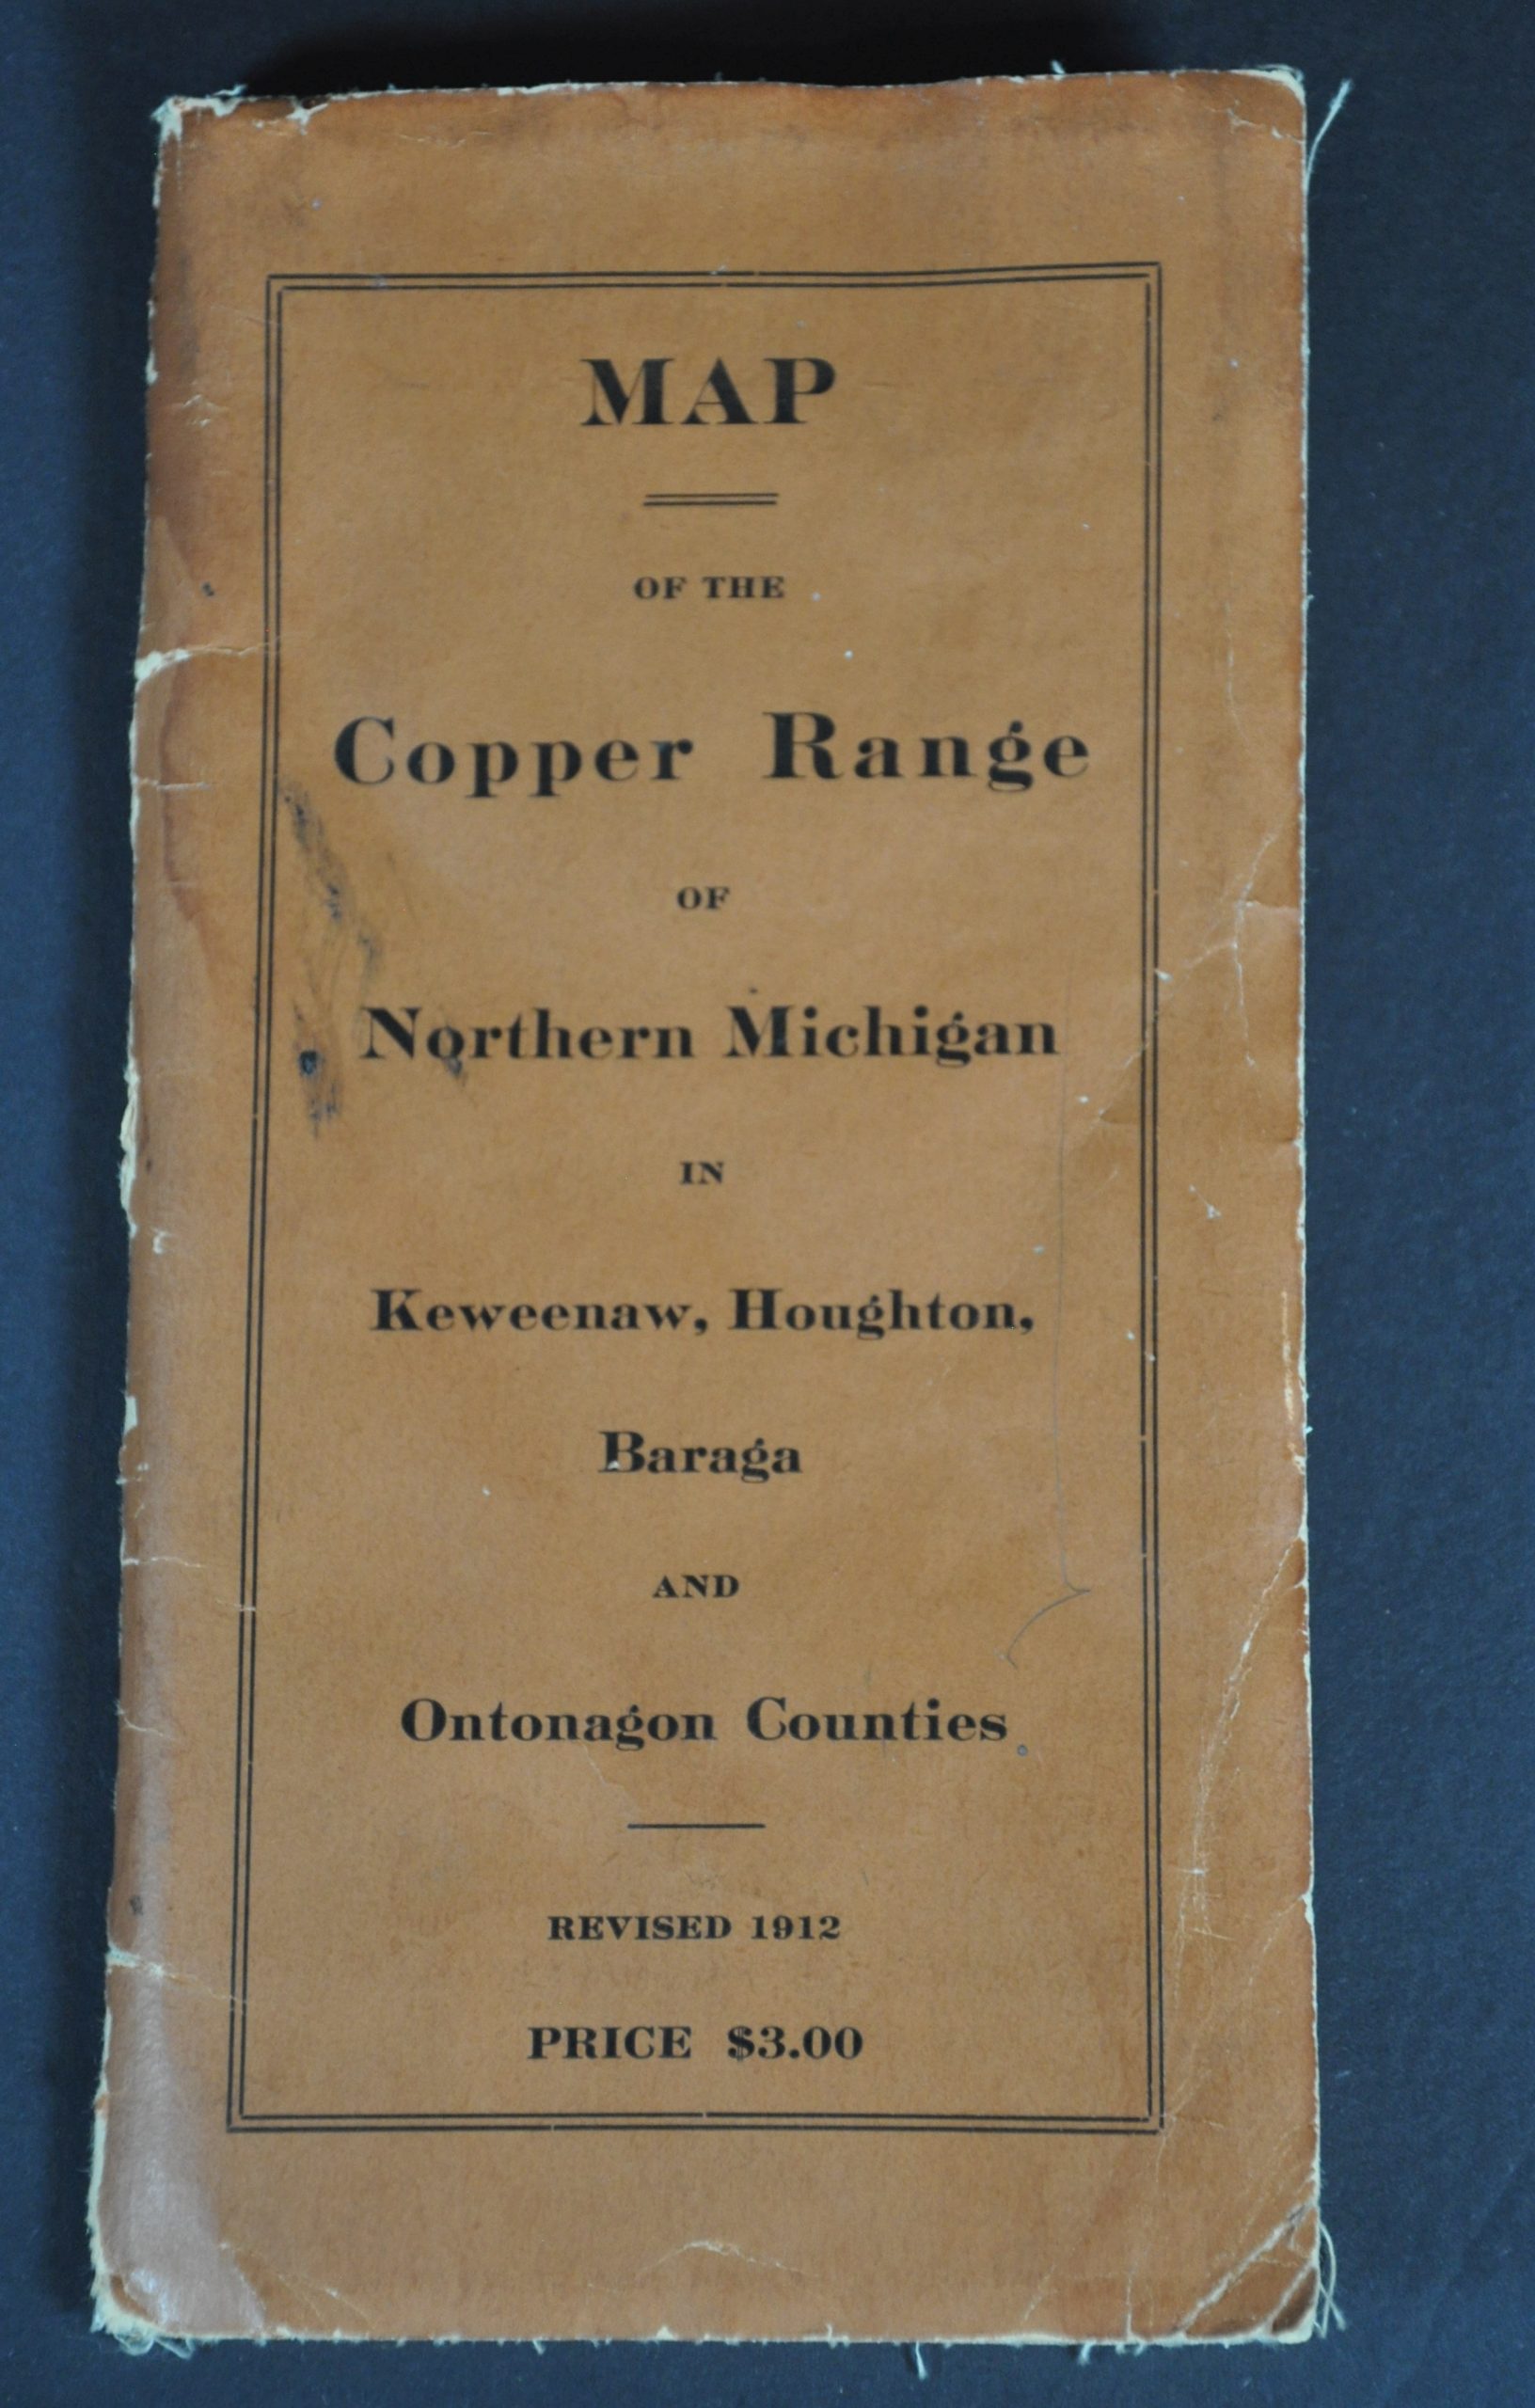 MAP
OF THE
Copper Range
OF
Northern Michigan
IN
Keweenaw, Houghton,
Baraga
AND
Ontonagon Counties
REVISED 1912
PRICE $3.00